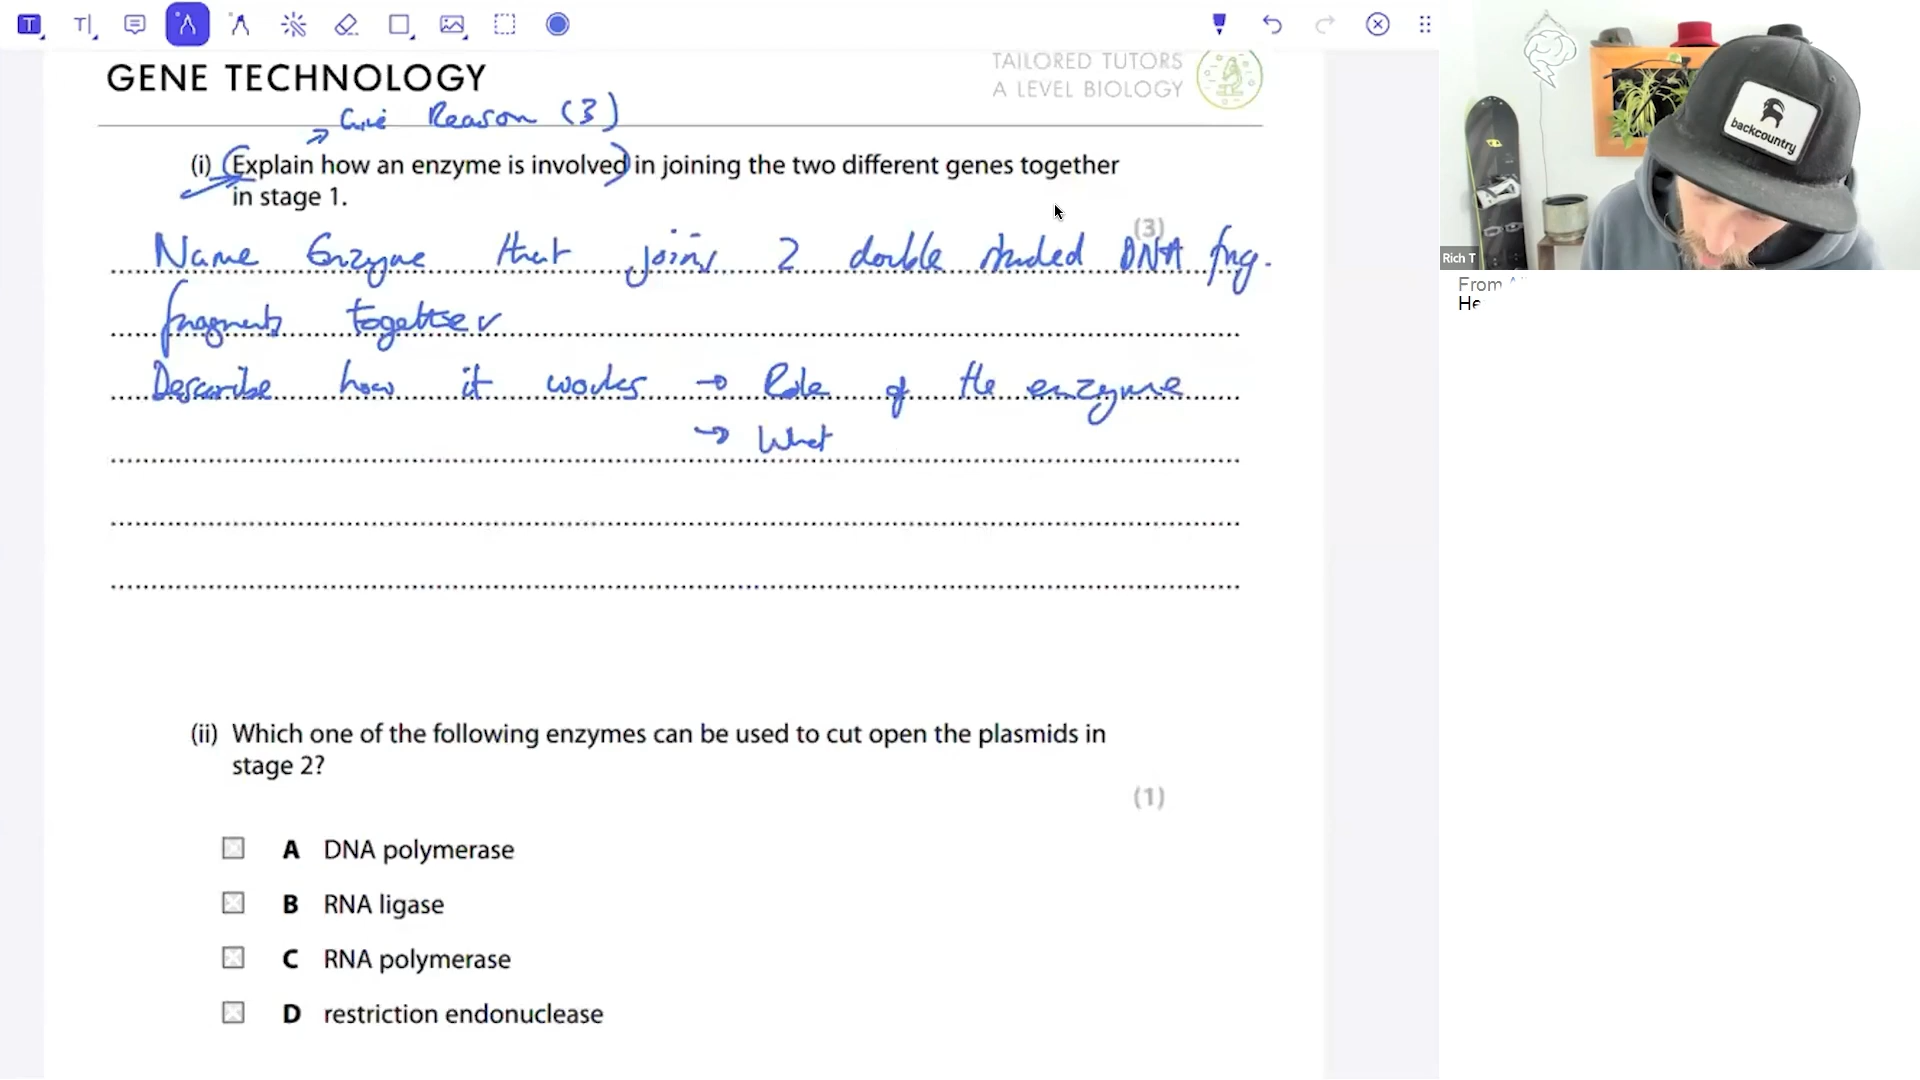 GENE TECHNOLOGY
TAILORED TUTORS
A LEVEL BIOLOGY
Give Reason (3)
(i) Explain how an enzyme is involved in joining the two different genes together
in stage 1.
(3)
Name Enzyme that joins 2 double stranded DNA frag.
fragments together
Describe how it works → Role of the enzyme
→ What
(ii) Which one of the following enzymes can be used to cut open the plasmids in
stage 2?
(1)
A DNA polymerase
B RNA ligase
C RNA polymerase
D restriction endonuclease
backcountry
Rich T
From